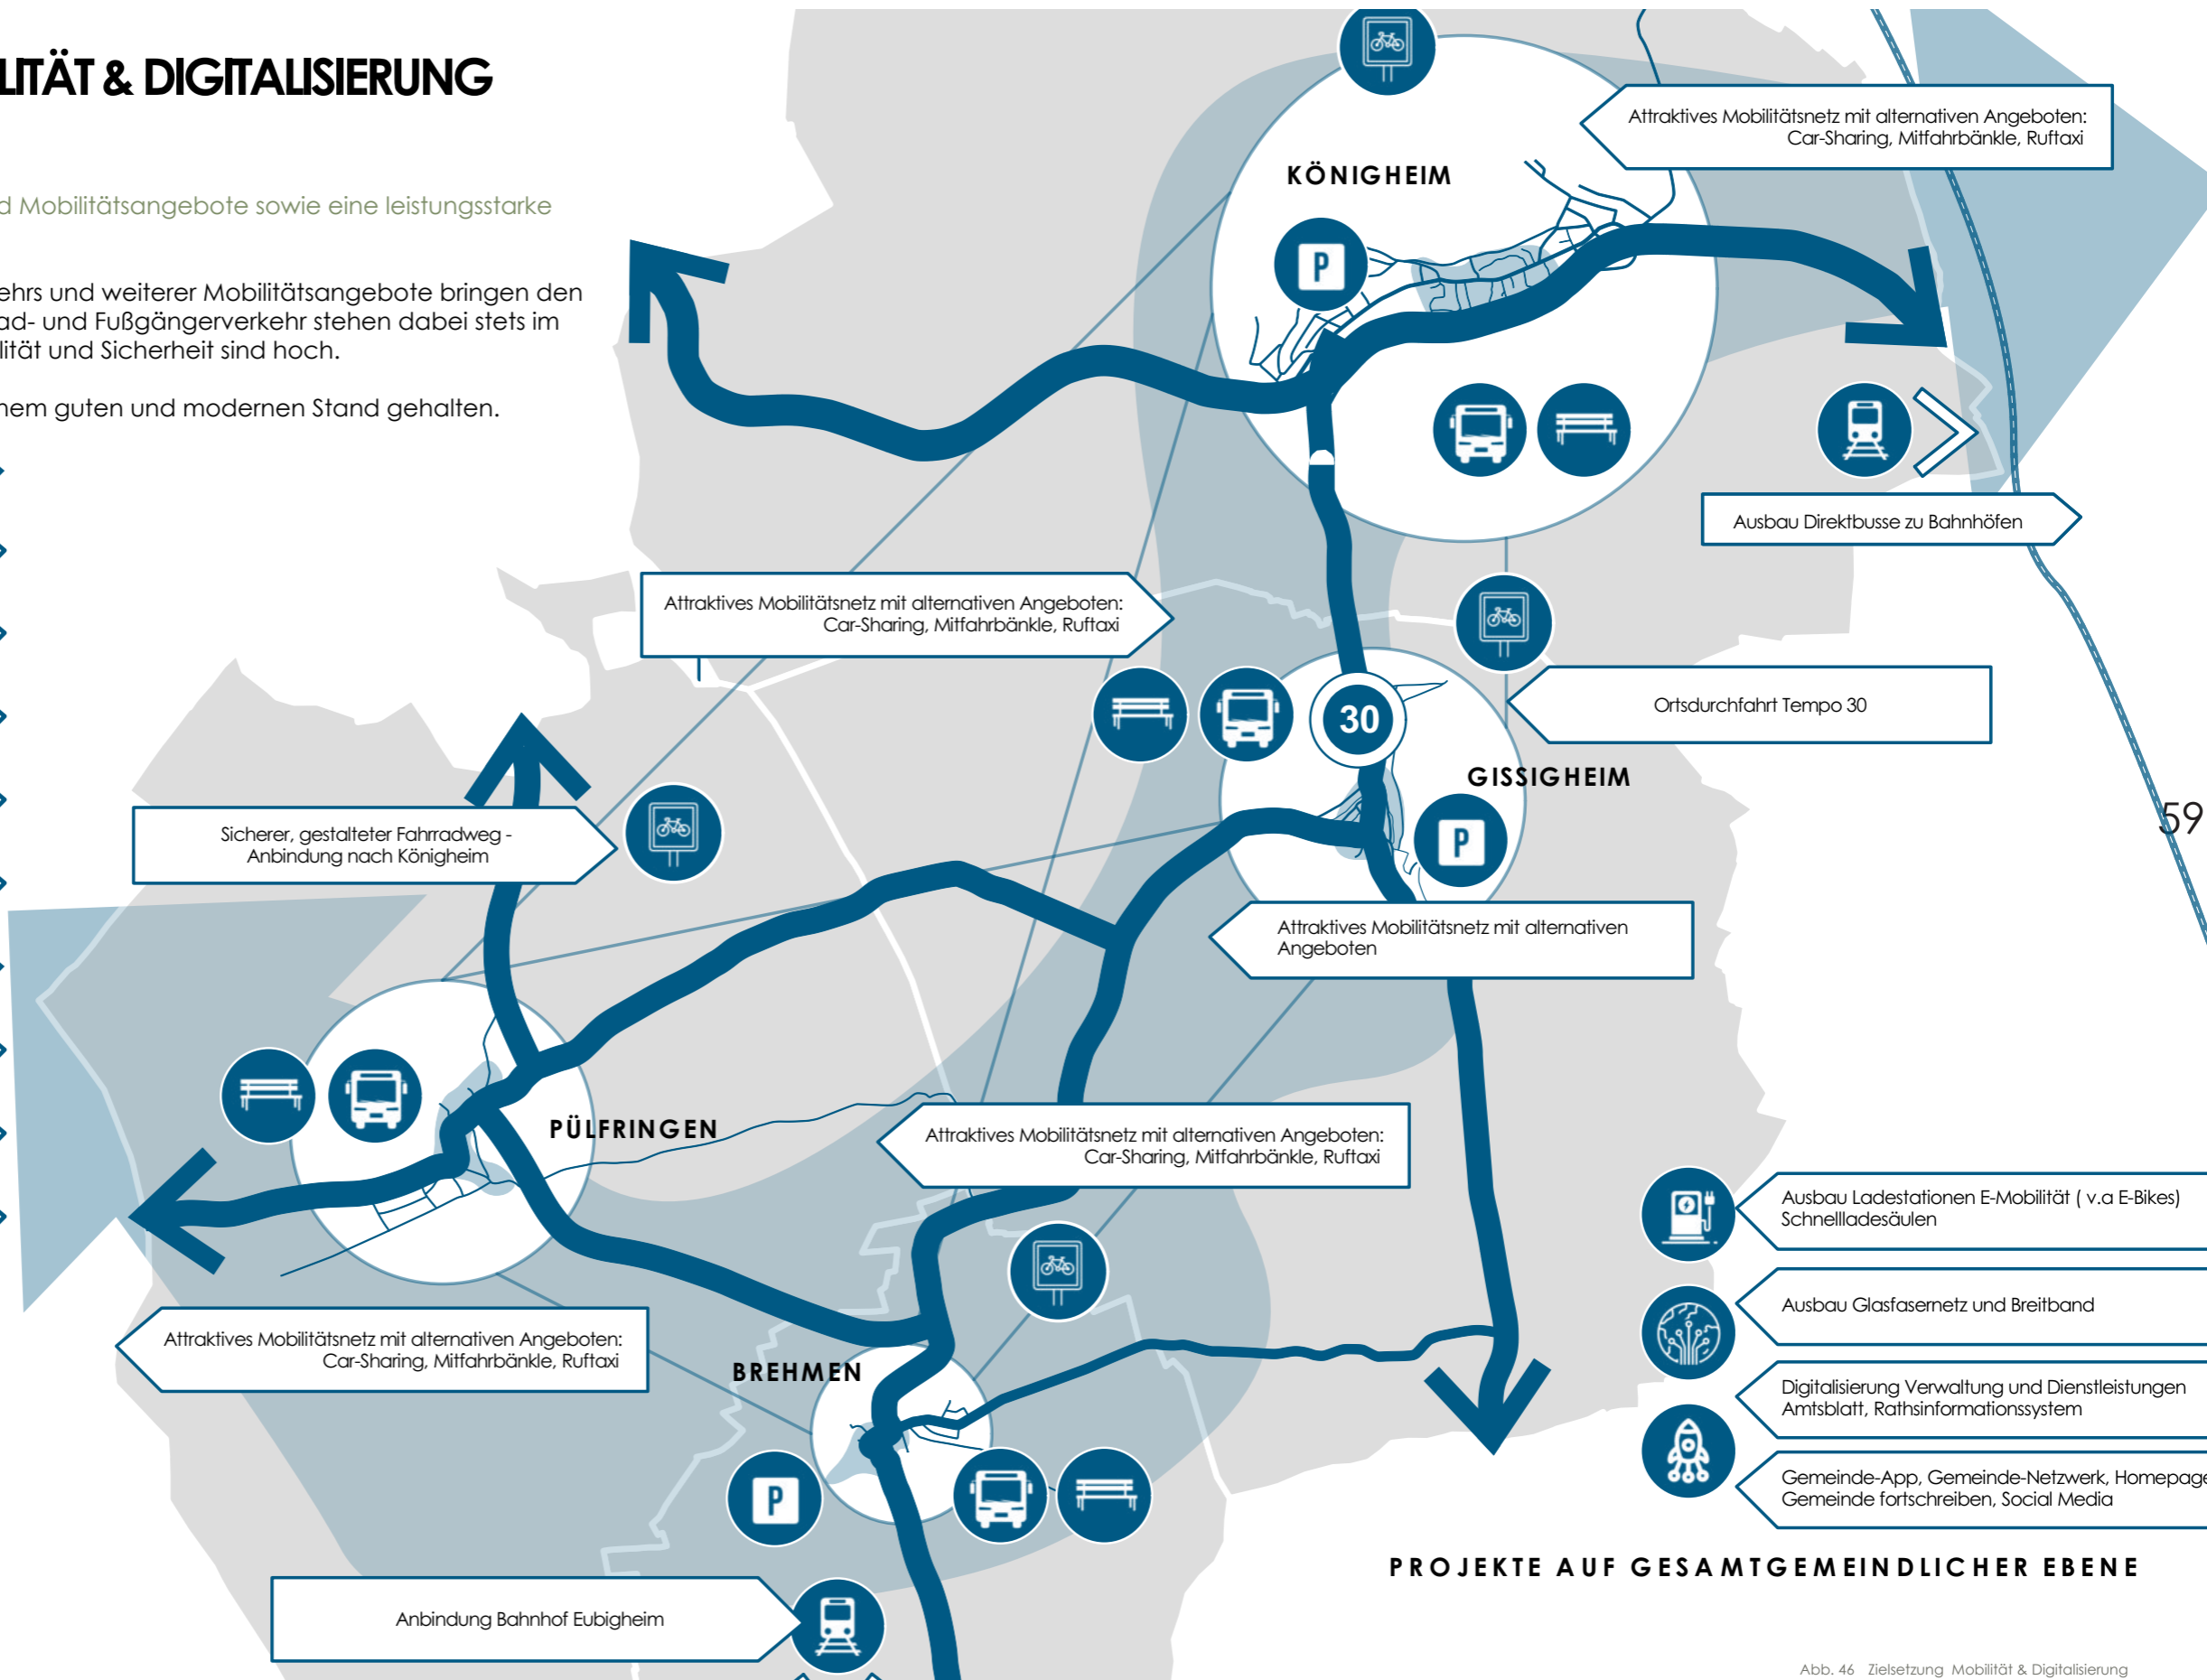 LITÄT & DIGITALISIERUNG
d Mobilitätsangebote sowie eine leistungsstarke
ehrs und weiterer Mobilitätsangebote bringen den
ad- und Fußgängerverkehr stehen dabei stets im
lität und Sicherheit sind hoch.
nem guten und modernen Stand gehalten.
Attraktives Mobilitätsnetz mit alternativen Angeboten:
Car-Sharing, Mitfahrbänkle, Ruftaxi
KÖNIGHEIM
P
Ausbau Direktbusse zu Bahnhöfen
Attraktives Mobilitätsnetz mit alternativen Angeboten:
Car-Sharing, Mitfahrbänkle, Ruftaxi
30
Ortsdurchfahrt Tempo 30
GISSIGHEIM
P
59
Sicherer, gestalteter Fahrradweg -
Anbindung nach Königheim
Attraktives Mobilitätsnetz mit alternativen
Angeboten
PÜLFRINGEN
Attraktives Mobilitätsnetz mit alternativen Angeboten:
Car-Sharing, Mitfahrbänkle, Ruftaxi
Attraktives Mobilitätsnetz mit alternativen Angeboten:
Car-Sharing, Mitfahrbänkle, Ruftaxi
BREHMEN
P
Anbindung Bahnhof Eubigheim
Ausbau Ladestationen E-Mobilität ( v.a E-Bikes)
Schnellladesäulen
Ausbau Glasfasernetz und Breitband
Digitalisierung Verwaltung und Dienstleistungen
Amtsblatt, Rathsinformationssystem
Gemeinde-App, Gemeinde-Netzwerk, Homepage
Gemeinde fortschreiben, Social Media
PROJEKTE AUF GESAMTGEMEINDLICHER EBENE
Abb. 46 Zielsetzung Mobilität & Digitalisierung